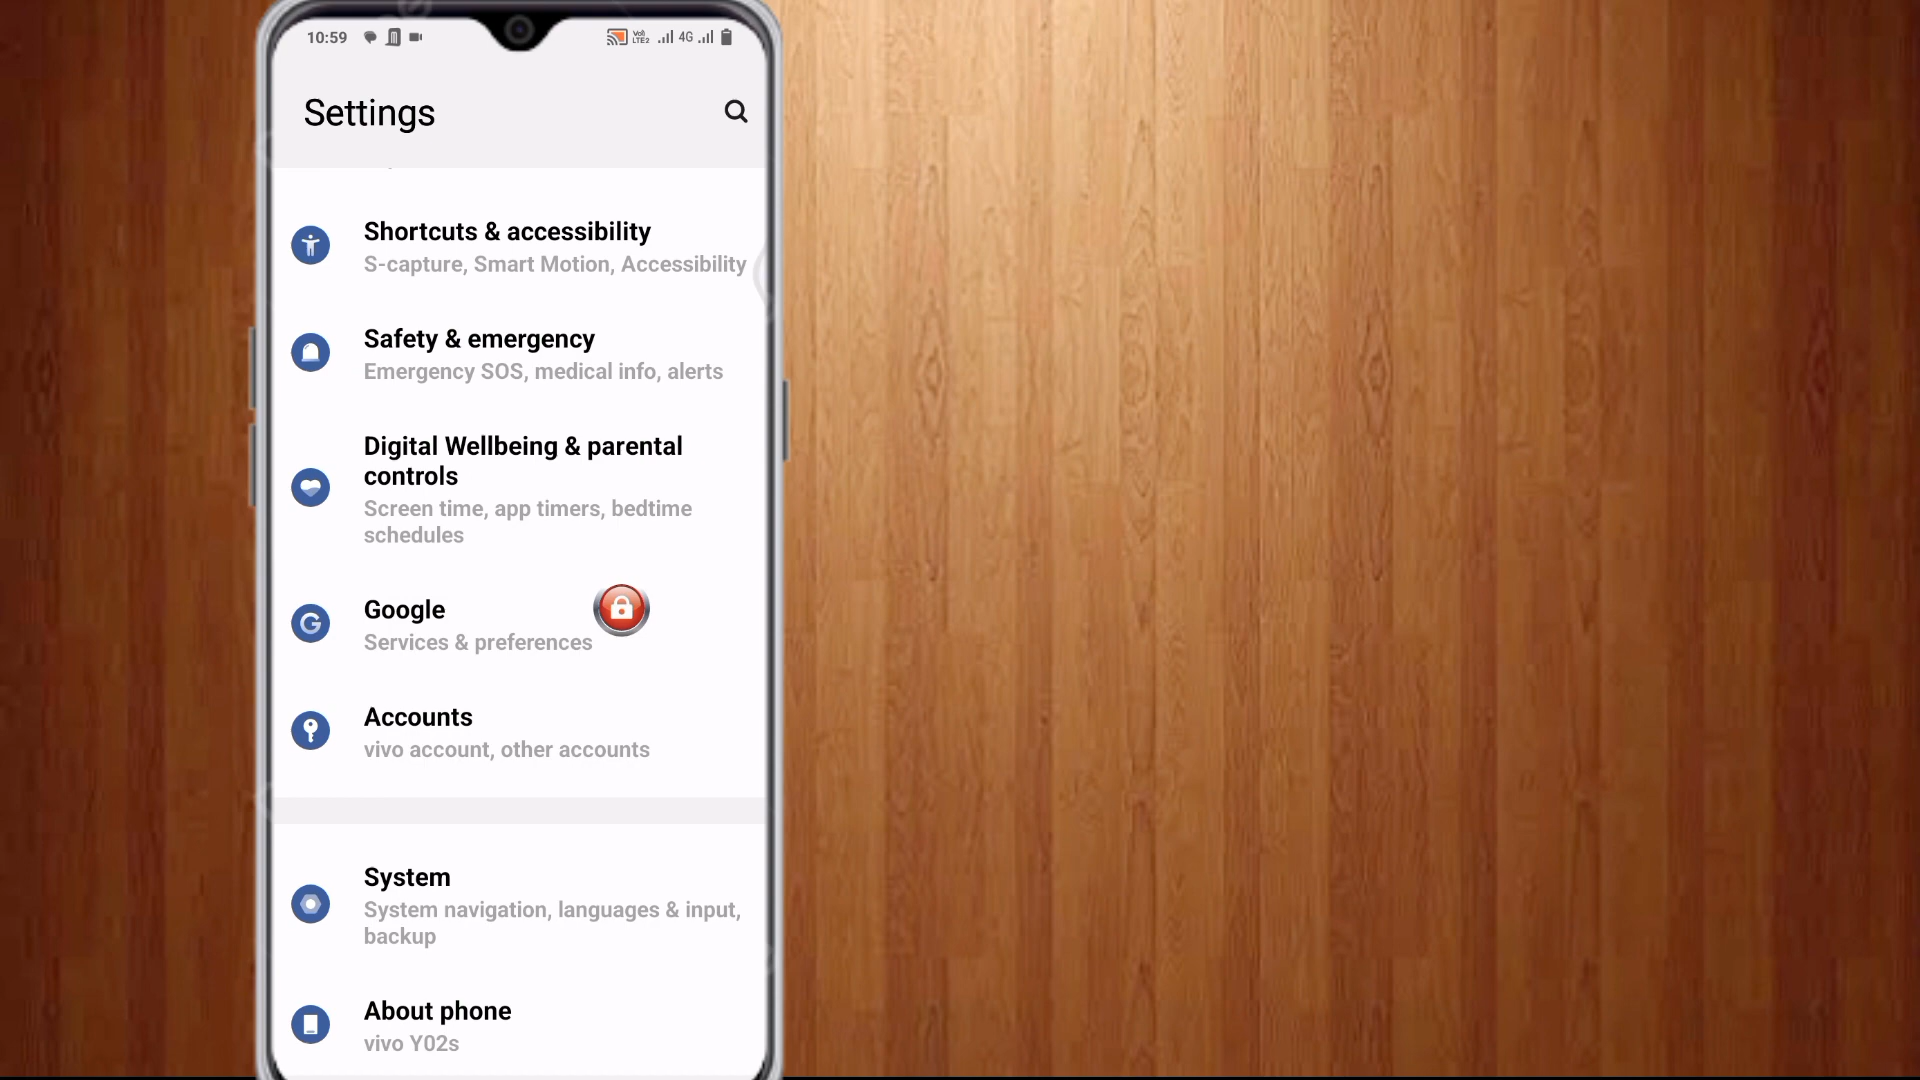 10:59
Vo)
LTE2
4G
Settings
Shortcuts & accessibility
S-capture, Smart Motion, Accessibility
Safety & emergency
Emergency SOS, medical info, alerts
Digital Wellbeing & parental
controls
Screen time, app timers, bedtime
schedules
Google
Services & preferences
Accounts
vivo account, other accounts
System
System navigation, languages & input,
backup
About phone
vivo Y02s